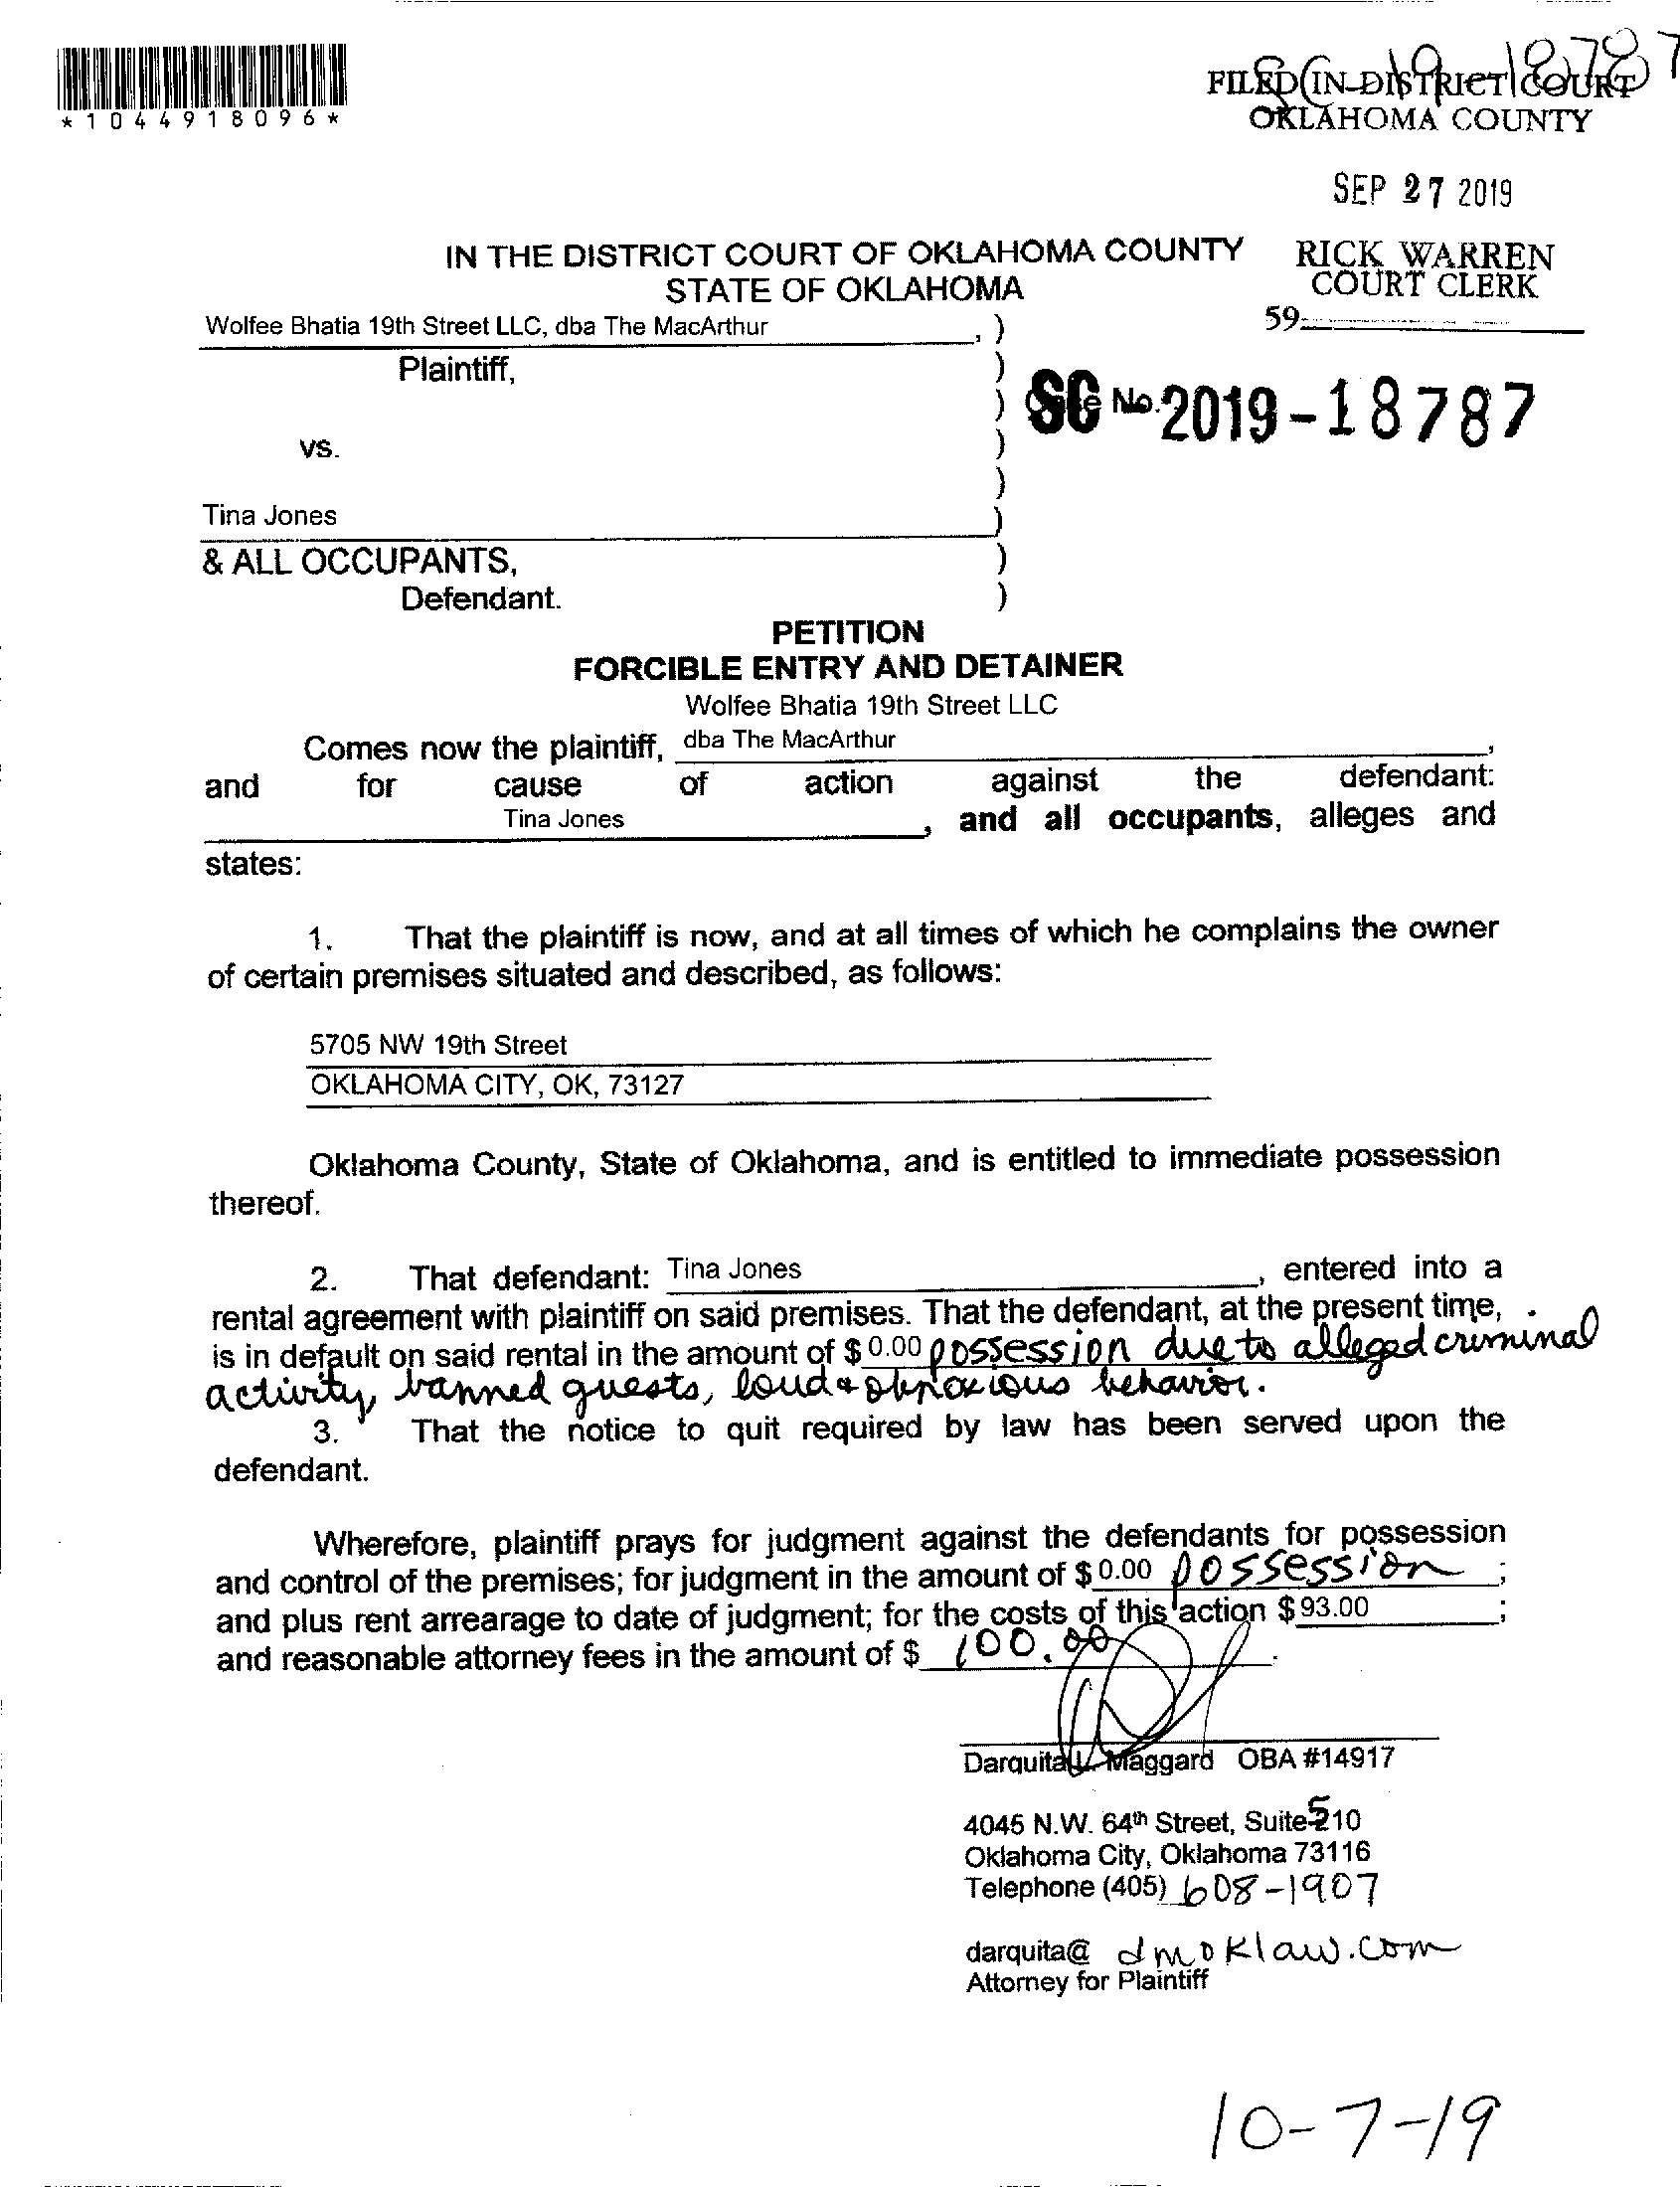 *1044918096*
SC-19-18787
FILED IN DISTRICT COURT
OKLAHOMA COUNTY
SEP 27 2019
RICK WARREN
COURT CLERK
59
IN THE DISTRICT COURT OF OKLAHOMA COUNTY
STATE OF OKLAHOMA
Wolfee Bhatia 19th Street LLC, dba The MacArthur , )
Plaintiff, )
) SC No. 2019-18787
vs. )
)
Tina Jones )
& ALL OCCUPANTS, )
Defendant. )
PETITION
FORCIBLE ENTRY AND DETAINER
Wolfee Bhatia 19th Street LLC
Comes now the plaintiff, dba The MacArthur ,
and for cause of action against the defendant:
Tina Jones , and all occupants, alleges and
states:
1. That the plaintiff is now, and at all times of which he complains the owner
of certain premises situated and described, as follows:
5705 NW 19th Street
OKLAHOMA CITY, OK, 73127
Oklahoma County, State of Oklahoma, and is entitled to immediate possession
thereof.
2. That defendant: Tina Jones , entered into a
rental agreement with plaintiff on said premises. That the defendant, at the present time,
is in default on said rental in the amount of $ 0.00 possession due to alleged criminal
activity, banned guests, loud & obnoxious behavior.
3. That the notice to quit required by law has been served upon the
defendant.
Wherefore, plaintiff prays for judgment against the defendants for possession
and control of the premises; for judgment in the amount of $ 0.00 possession ;
and plus rent arrearage to date of judgment; for the costs of this action $ 93.00 ;
and reasonable attorney fees in the amount of $ 100.00 .
Darquita L. Maggard OBA #14917
4045 N.W. 64th Street, Suite 510
Oklahoma City, Oklahoma 73116
Telephone (405) 608-1907
darquita@ dmoklaw.com
Attorney for Plaintiff
10-7-19